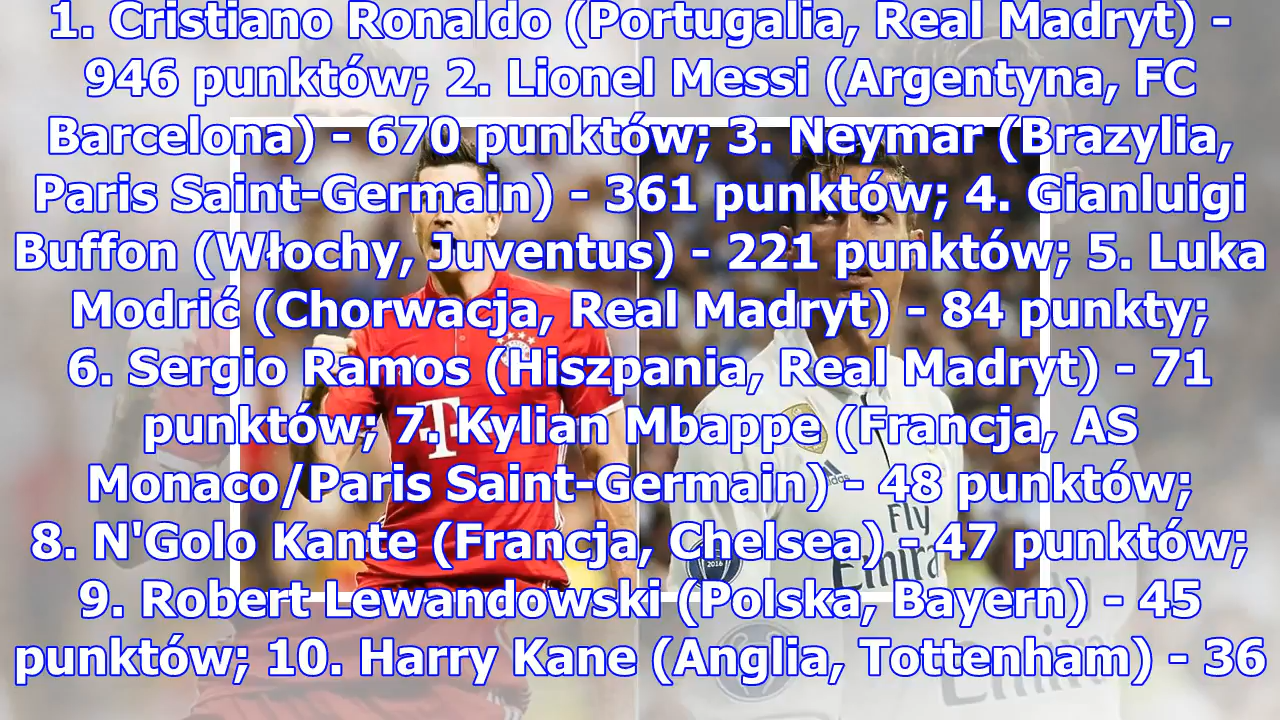 1. Cristiano Ronaldo (Portugalia, Real Madryt) -
946 punktów; 2. Lionel Messi (Argentyna, FC
Barcelona) - 670 punktów; 3. Neymar (Brazylia,
Paris Saint-Germain) - 361 punktów; 4. Gianluigi
Buffon (Włochy, Juventus) - 221 punktów; 5. Luka
Modrić (Chorwacja, Real Madryt) - 84 punkty;
6. Sergio Ramos (Hiszpania, Real Madryt) - 71
punktów; 7. Kylian Mbappe (Francja, AS
Monaco/Paris Saint-Germain) - 48 punktów;
8. N'Golo Kante (Francja, Chelsea) - 47 punktów;
9. Robert Lewandowski (Polska, Bayern) - 45
punktów; 10. Harry Kane (Anglia, Tottenham) - 36
T
adidas
Fly
Emirates
2016